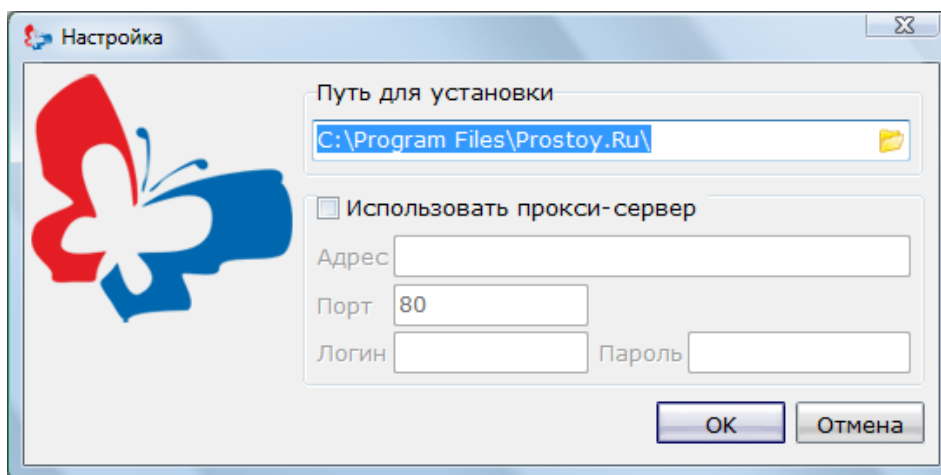 Настройка
Путь для установки
C:\Program Files\Prostoy.Ru\
Использовать прокси-сервер
Адрес
Порт 80
Логин Пароль
OK Отмена